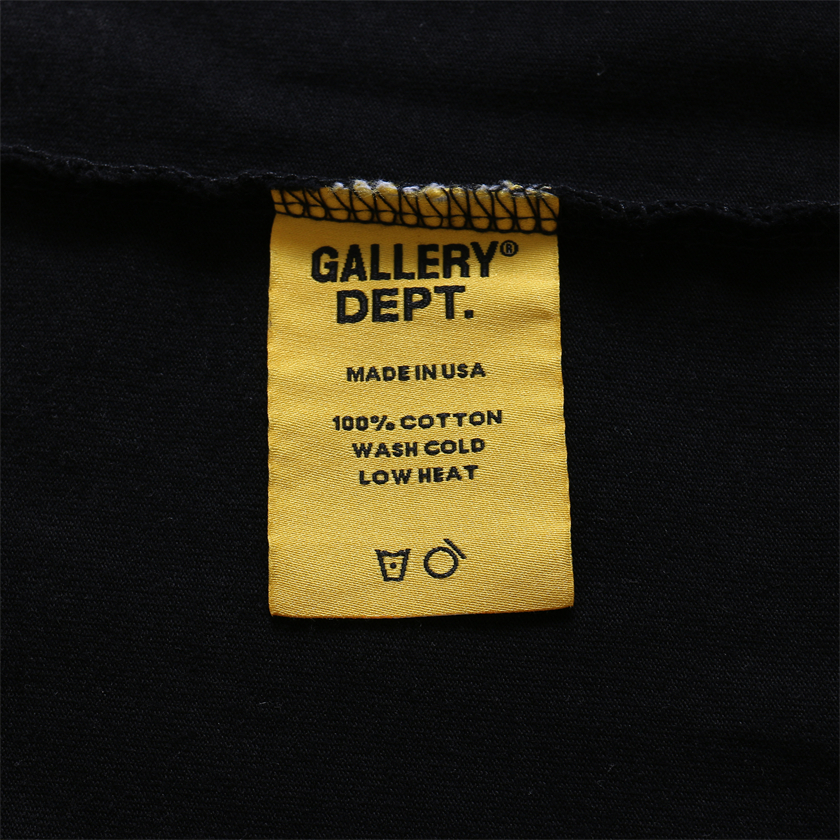 GALLERY®
DEPT.
MADE IN USA
100% COTTON
WASH COLD
LOW HEAT